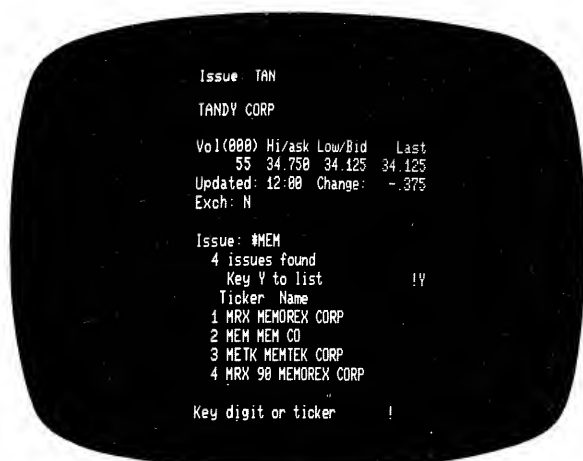 Issue: TAN
TANDY CORP
Vol(000) Hi/ask Low/Bid Last
55 34.750 34.125 34.125
Updated: 12:00 Change: -.375
Exch: N
Issue: *MEM
4 issues found
Key Y to list !Y
Ticker Name
1 MRX MEMOREX CORP
2 MEM MEM CO
3 METK MEMTEK CORP
4 MRX 90 MEMOREX CORP
Key digit or ticker !